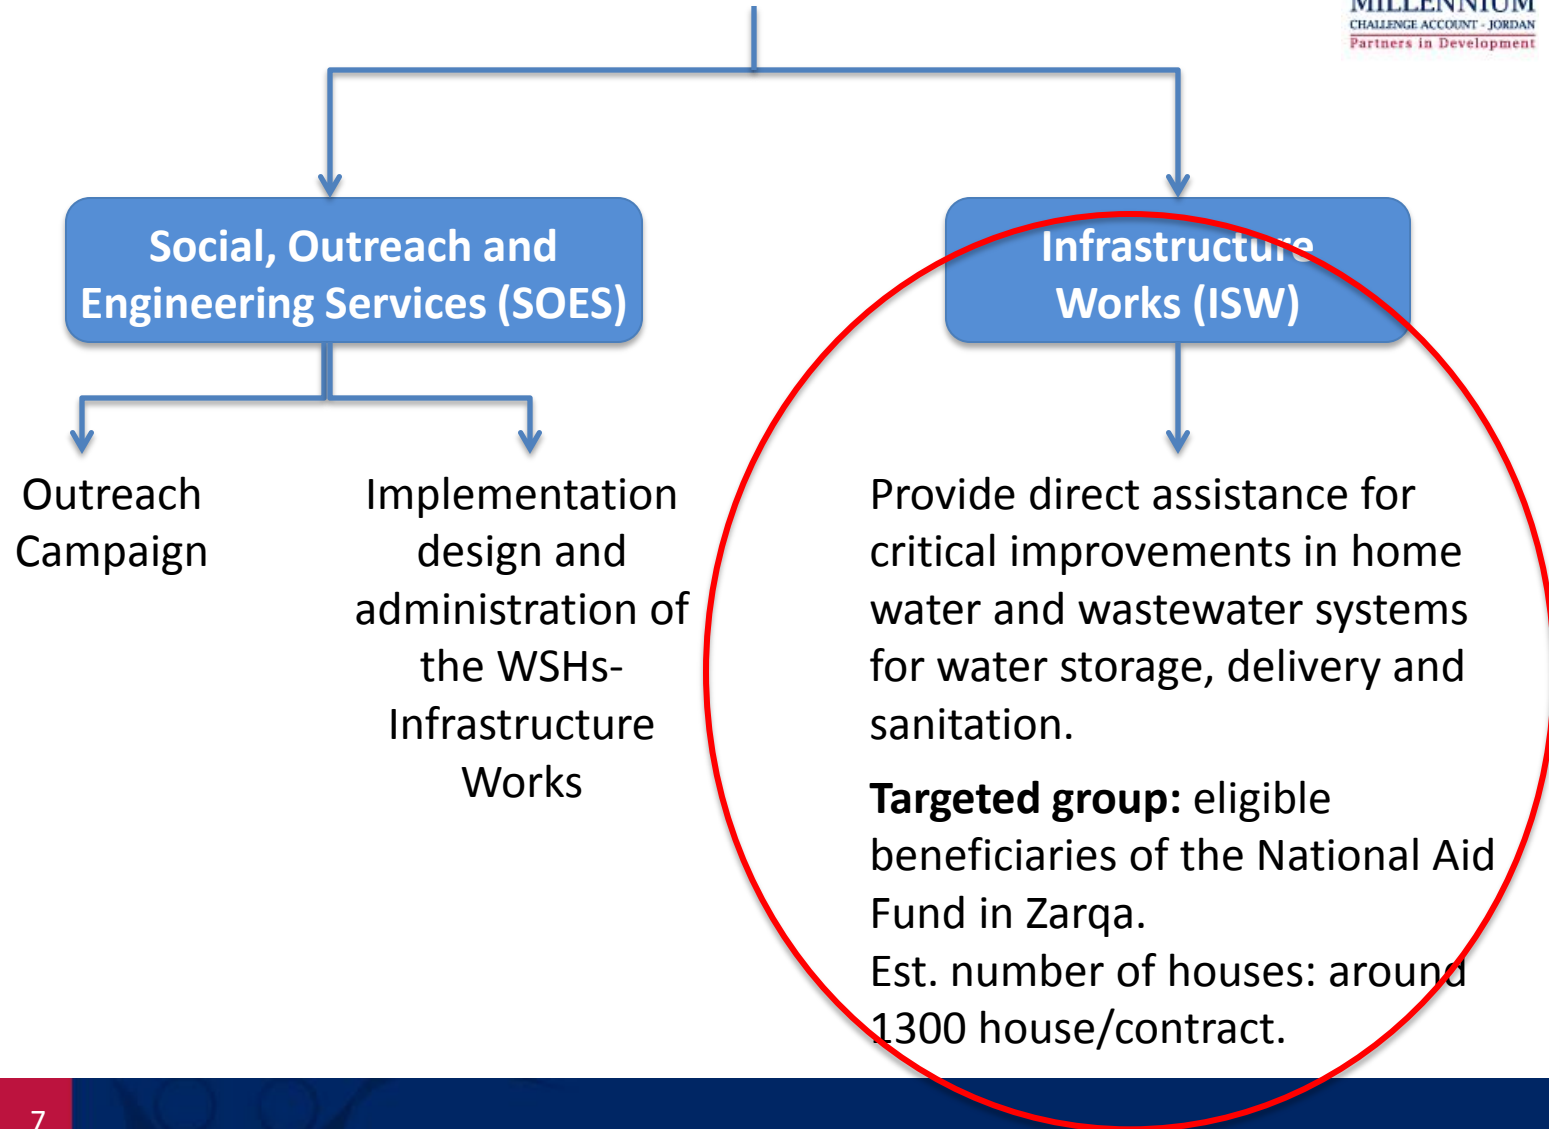 MILLENNIUM
CHALLENGE ACCOUNT - JORDAN
Partners in Development
Social, Outreach and
Engineering Services (SOES)
Infrastructure
Works (ISW)
Outreach
Campaign
Implementation
design and
administration of
the WSHs-
Infrastructure
Works
Provide direct assistance for
critical improvements in home
water and wastewater systems
for water storage, delivery and
sanitation.
Targeted group: eligible
beneficiaries of the National Aid
Fund in Zarqa.
Est. number of houses: around
1300 house/contract.
7